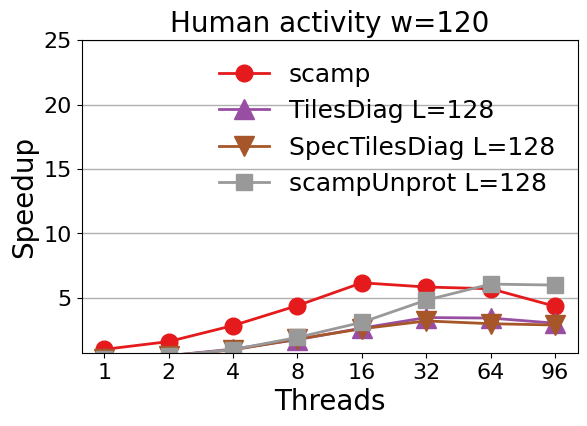 Human activity w=120
25
20
15
10
5
Speedup
scamp
TilesDiag L=128
SpecTilesDiag L=128
scampUnprot L=128
1 2 4 8 16 32 64 96
Threads